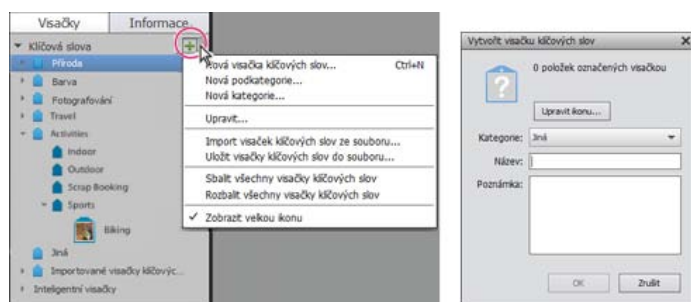 Visačky
Informace
Klíčová slova
Příroda
Barva
Fotografování
Travel
Activities
Indoor
Outdoor
Scrap Booking
Sports
Biking
Jiná
Importované visačky klíčovýc...
Inteligentní visačky
Nová visačka klíčových slov... Ctrl+N
Nová podkategorie...
Nová kategorie...
Upravit...
Import visaček klíčových slov ze souboru...
Uložit visačky klíčových slov do souboru...
Sbalit všechny visačky klíčových slov
Rozbalit všechny visačky klíčových slov
✓ Zobrazit velkou ikonu
Vytvořit visačku klíčových slov
0 položek označených visačkou
Upravit ikonu...
Kategorie: Jiná
Název:
Poznámka:
OK
Zrušit